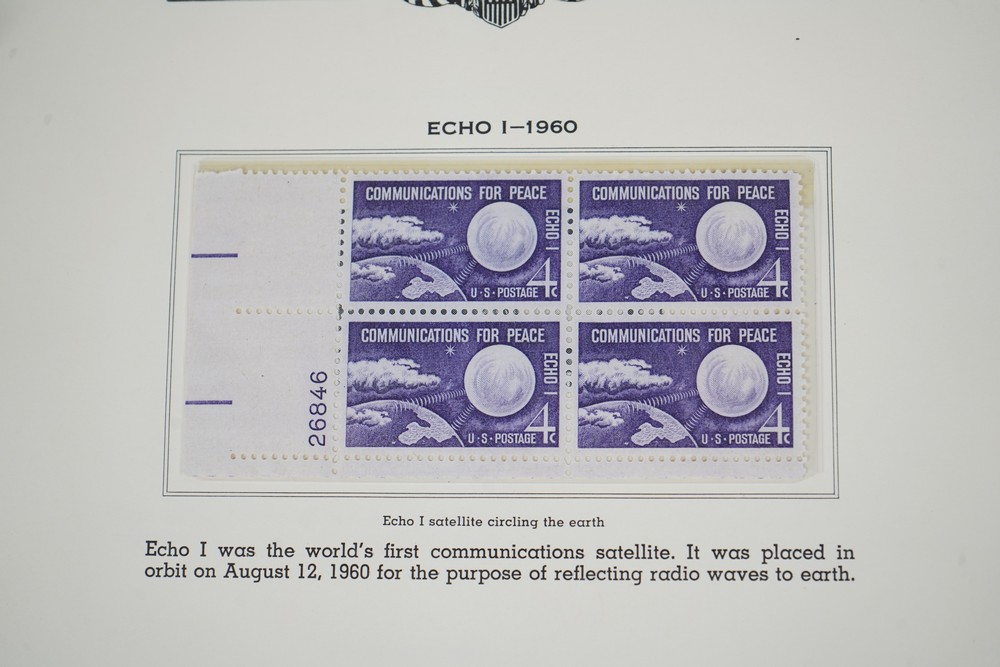 ECHO I—1960
COMMUNICATIONS FOR PEACE
ECHO I
U·S·POSTAGE 4c
COMMUNICATIONS FOR PEACE
ECHO I
U·S·POSTAGE 4c
COMMUNICATIONS FOR PEACE
ECHO I
U·S·POSTAGE 4c
COMMUNICATIONS FOR PEACE
ECHO I
U·S·POSTAGE 4c
26846
Echo I satellite circling the earth
Echo I was the world's first communications satellite. It was placed in
orbit on August 12, 1960 for the purpose of reflecting radio waves to earth.